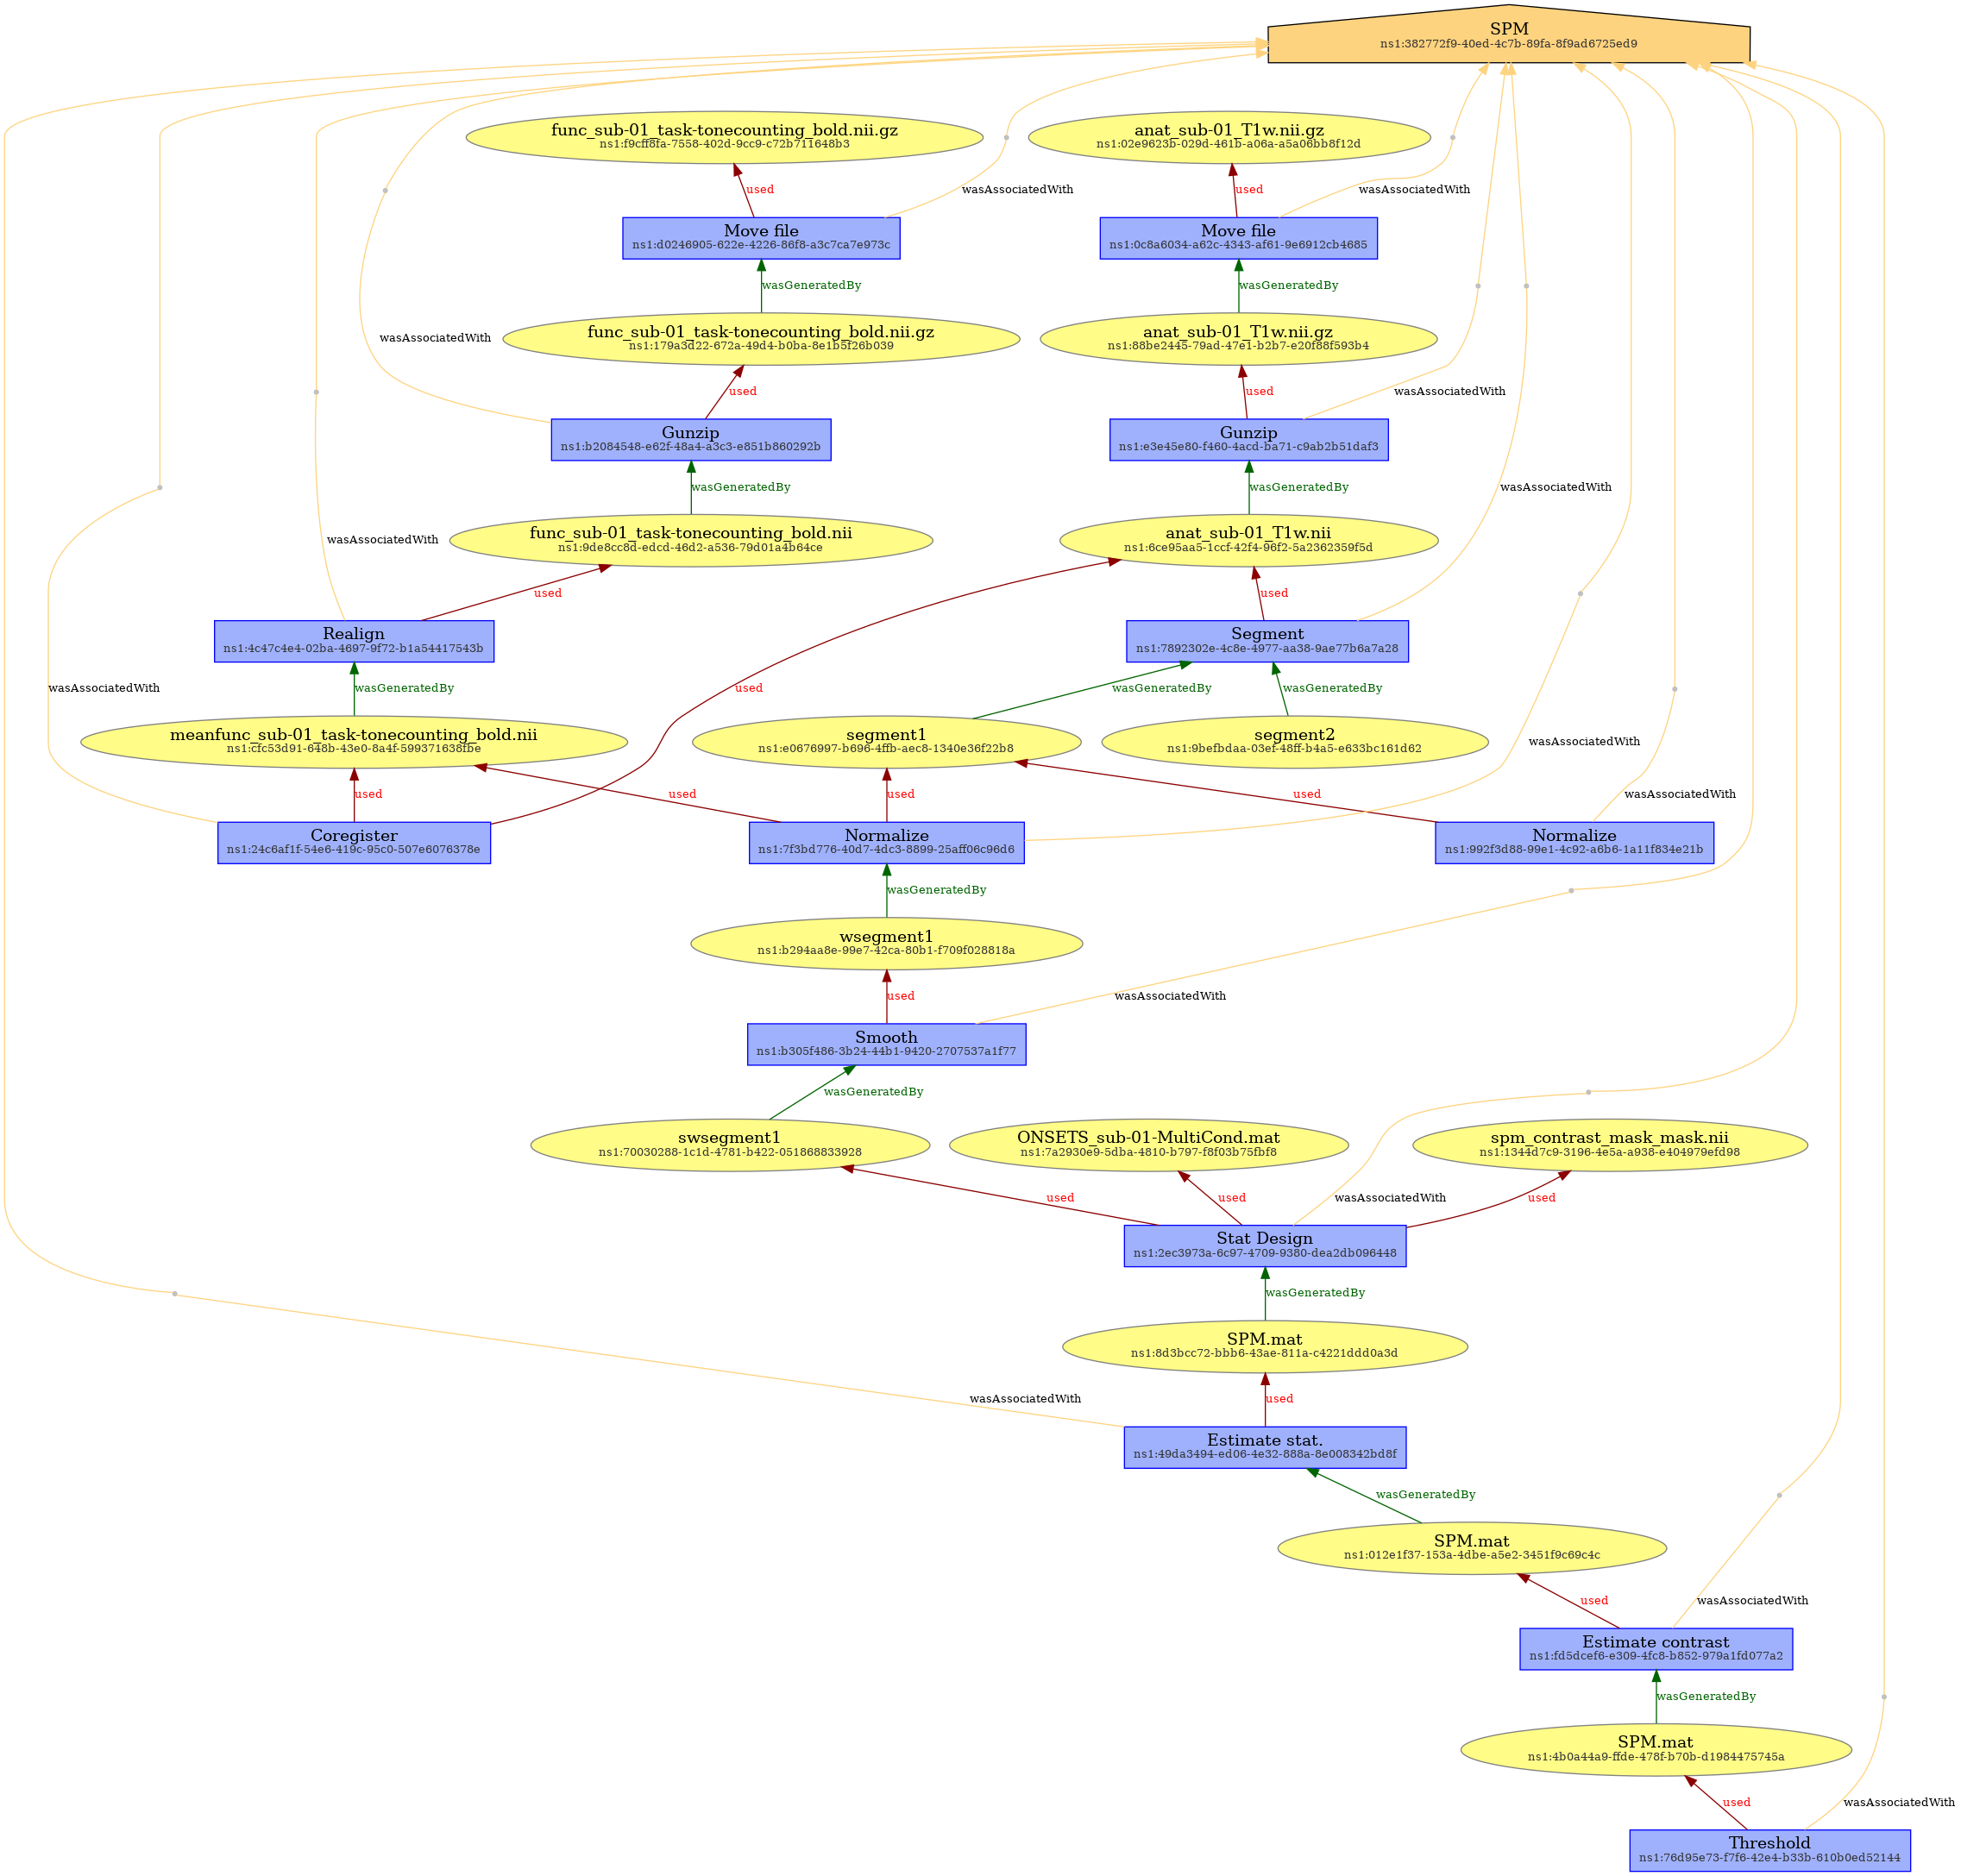 SPM
ns1:382772f9-40ed-4c7b-89fa-8f9ad6725ed9
func_sub-01_task-tonecounting_bold.nii.gz
ns1:f9cff8fa-7558-402d-9cc9-c72b711648b3
anat_sub-01_T1w.nii.gz
ns1:02e9623b-029d-461b-a06a-a5a06bb8f12d
used
wasAssociatedWith
used
wasAssociatedWith
Move file
ns1:d0246905-622e-4226-86f8-a3c7ca7e973c
Move file
ns1:0c8a6034-a62c-4343-af61-9e6912cb4685
wasGeneratedBy
wasGeneratedBy
func_sub-01_task-tonecounting_bold.nii.gz
ns1:179a3d22-672a-49d4-b0ba-8e1b5f26b039
anat_sub-01_T1w.nii.gz
ns1:88be2445-79ad-47e1-b2b7-e20f88f593b4
wasAssociatedWith
used
used
wasAssociatedWith
Gunzip
ns1:b2084548-e62f-48a4-a3c3-e851b860292b
Gunzip
ns1:e3e45e80-f460-4acd-ba71-c9ab2b51daf3
wasGeneratedBy
wasGeneratedBy
wasAssociatedWith
func_sub-01_task-tonecounting_bold.nii
ns1:9de8cc8d-edcd-46d2-a536-79d01a4b64ce
anat_sub-01_T1w.nii
ns1:6ce95aa5-1ccf-42f4-96f2-5a2362359f5d
wasAssociatedWith
used
used
Realign
ns1:4c47c4e4-02ba-4697-9f72-b1a54417543b
Segment
ns1:7892302e-4c8e-4977-aa38-9ae77b6a7a28
wasAssociatedWith
wasGeneratedBy
used
wasGeneratedBy
wasGeneratedBy
meanfunc_sub-01_task-tonecounting_bold.nii
ns1:cfc53d91-648b-43e0-8a4f-599371638fbe
segment1
ns1:e0676997-b696-4ffb-aec8-1340e36f22b8
segment2
ns1:9befbdaa-03ef-48ff-b4a5-e633bc161d62
wasAssociatedWith
used
used
used
used
wasAssociatedWith
Coregister
ns1:24c6af1f-54e6-419c-95c0-507e6076378e
Normalize
ns1:7f3bd776-40d7-4dc3-8899-25aff06c96d6
Normalize
ns1:992f3d88-99e1-4c92-a6b6-1a11f834e21b
wasGeneratedBy
wsegment1
ns1:b294aa8e-99e7-42ca-80b1-f709f028818a
used
wasAssociatedWith
Smooth
ns1:b305f486-3b24-44b1-9420-2707537a1f77
wasGeneratedBy
swsegment1
ns1:70030288-1c1d-4781-b422-051868833928
ONSETS_sub-01-MultiCond.mat
ns1:7a2930e9-5dba-4810-b797-f8f03b75fbf8
spm_contrast_mask_mask.nii
ns1:1344d7c9-3196-4e5a-a938-e404979efd98
used
used
wasAssociatedWith
used
Stat Design
ns1:2ec3973a-6c97-4709-9380-dea2db096448
wasGeneratedBy
SPM.mat
ns1:8d3bcc72-bbb6-43ae-811a-c4221ddd0a3d
wasAssociatedWith
used
Estimate stat.
ns1:49da3494-ed06-4e32-888a-8e008342bd8f
wasGeneratedBy
SPM.mat
ns1:012e1f37-153a-4dbe-a5e2-3451f9c69c4c
used
wasAssociatedWith
Estimate contrast
ns1:fd5dcef6-e309-4fc8-b852-979a1fd077a2
wasGeneratedBy
SPM.mat
ns1:4b0a44a9-ffde-478f-b70b-d1984475745a
used
wasAssociatedWith
Threshold
ns1:76d95e73-f7f6-42e4-b33b-610b0ed52144